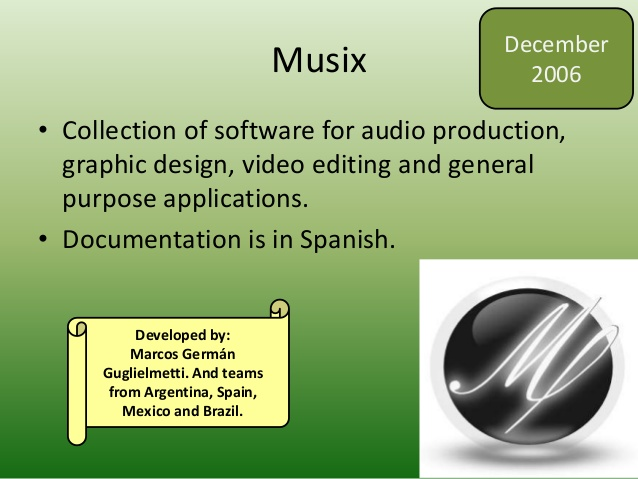 Musix
December
2006
• Collection of software for audio production,
graphic design, video editing and general
purpose applications.
• Documentation is in Spanish.
Developed by:
Marcos Germán
Guglielmetti. And teams
from Argentina, Spain,
Mexico and Brazil.